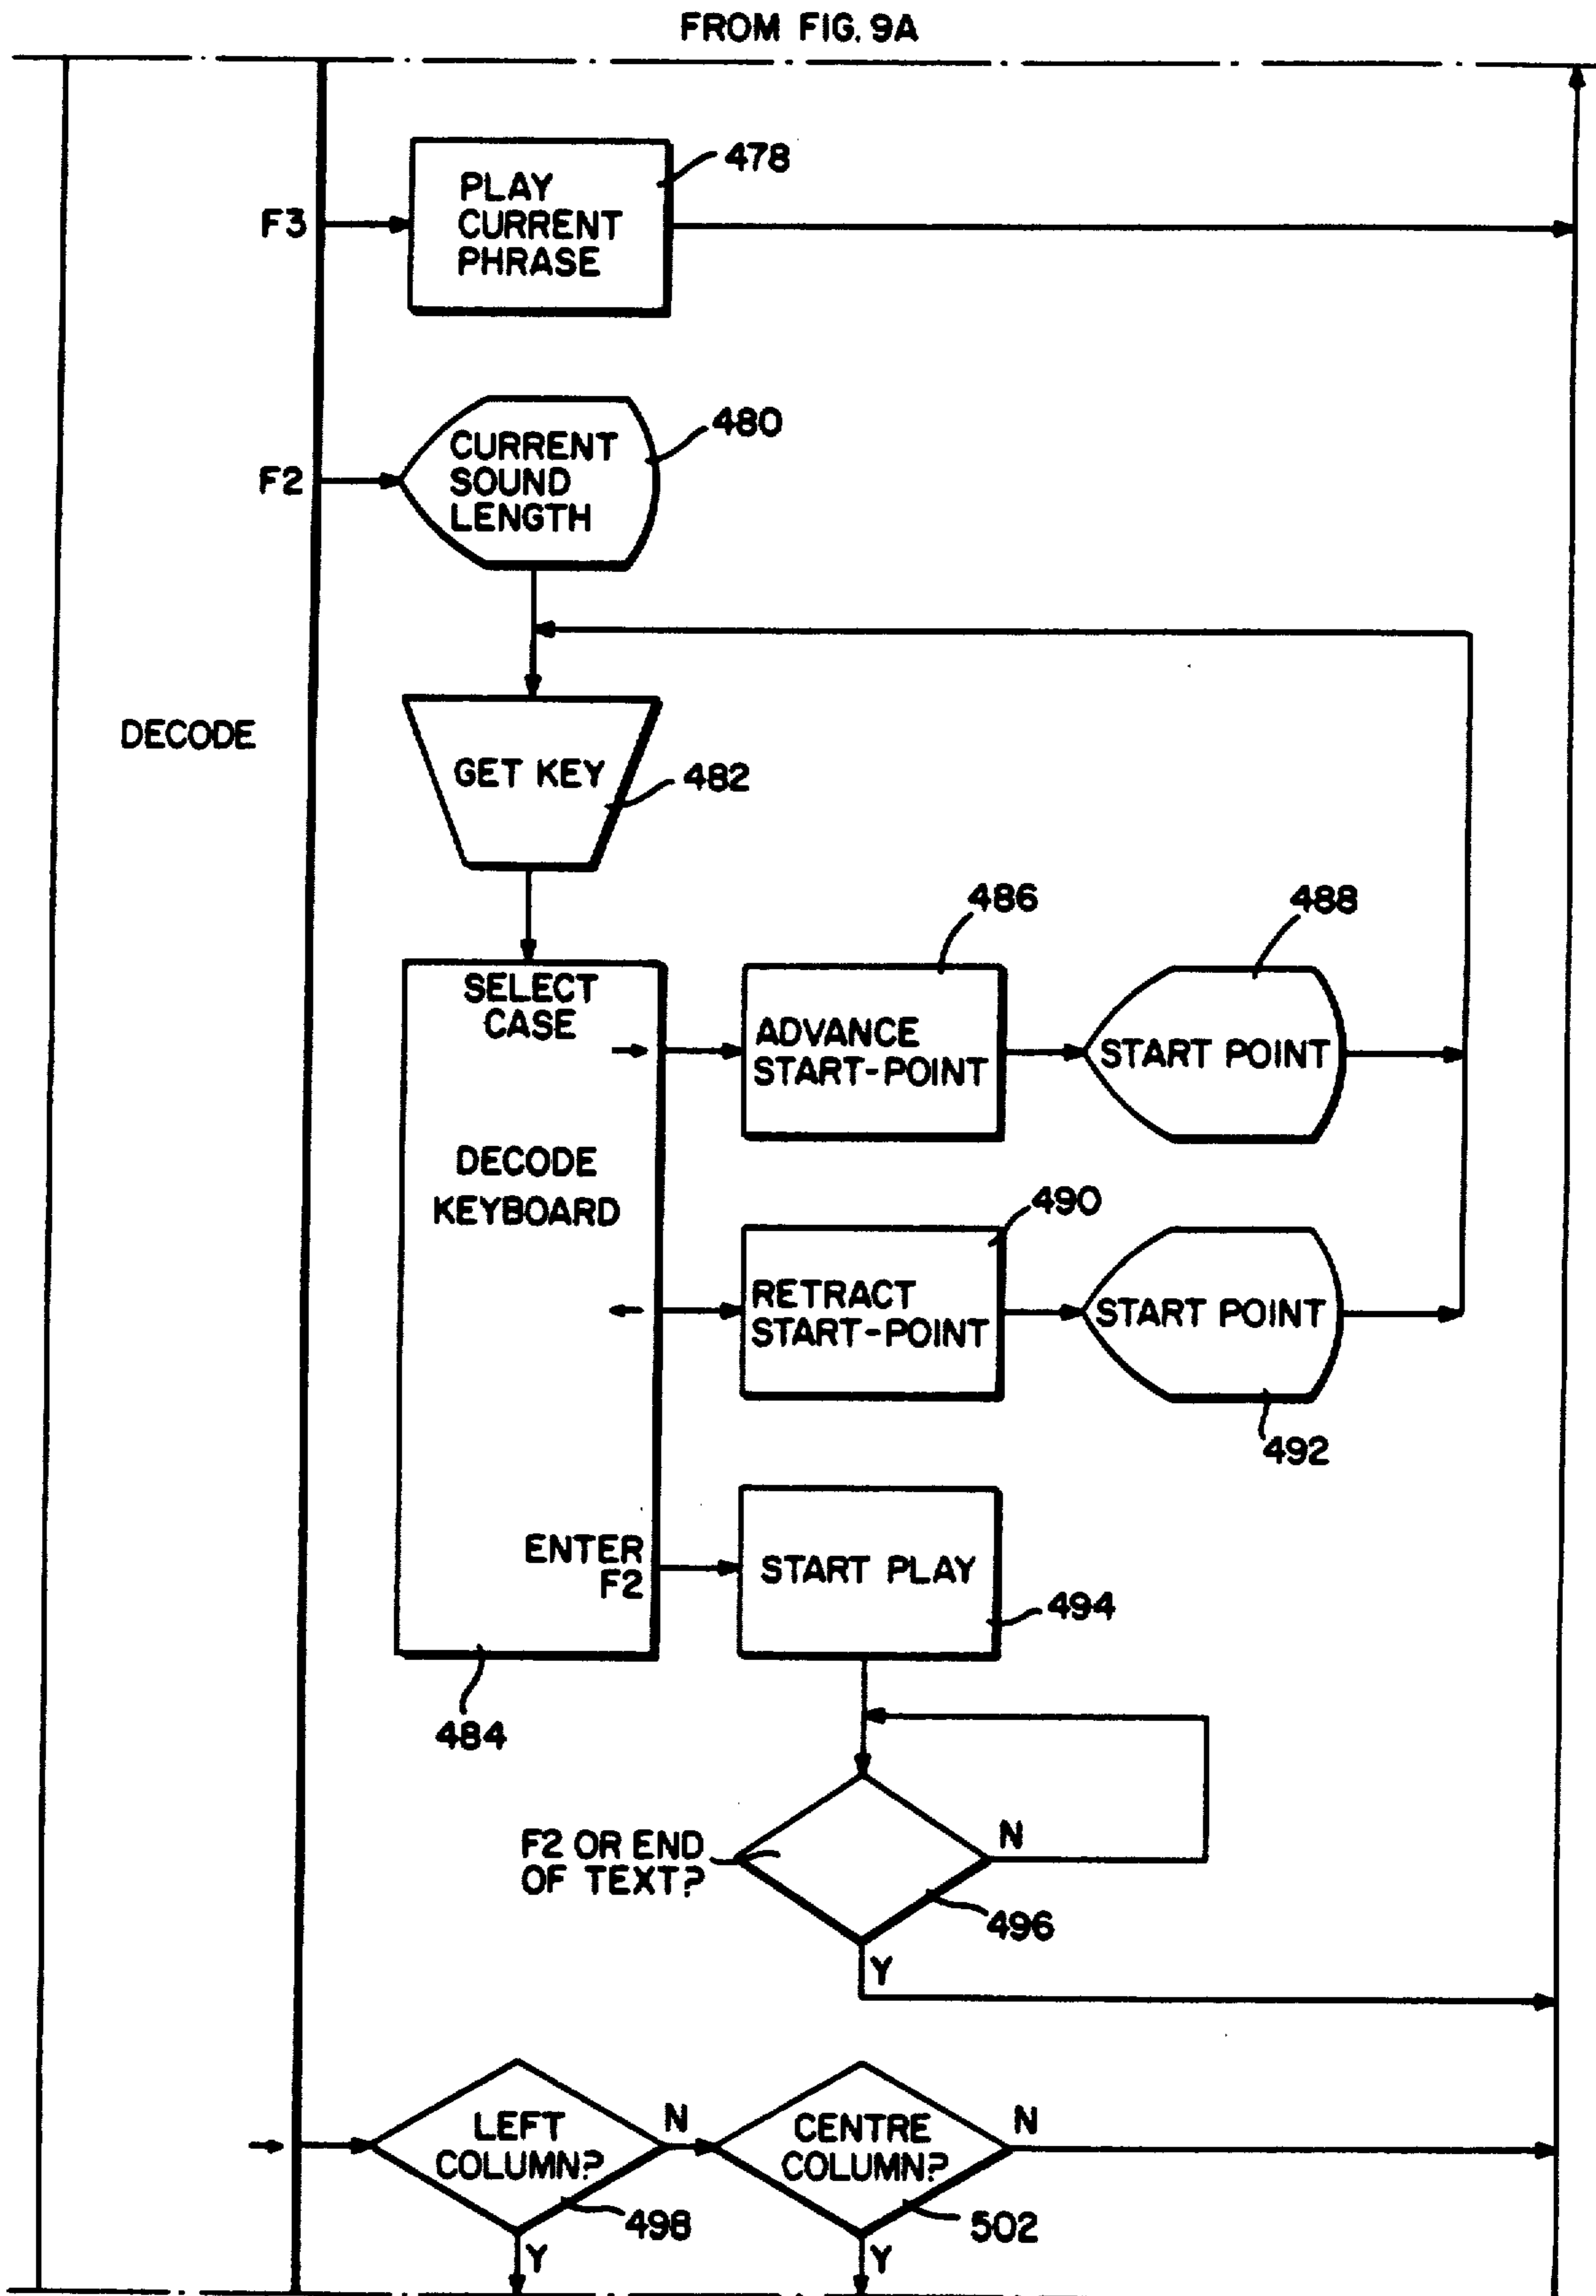 FROM FIG. 9A
478
F3
PLAY
CURRENT
PHRASE
480
F2
CURRENT
SOUND
LENGTH
DECODE
GET KEY
482
486
488
SELECT
CASE
→
ADVANCE
START-POINT
START POINT
DECODE
KEYBOARD
490
←
RETRACT
START-POINT
START POINT
492
ENTER
F2
START PLAY
494
484
F2 OR END
OF TEXT?
N
496
Y
→
LEFT
COLUMN?
N
CENTRE
COLUMN?
N
498
502
Y
Y